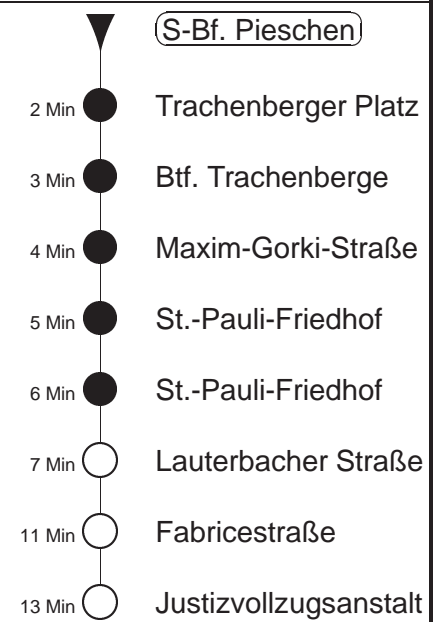 S-Bf. Pieschen
2 Min Trachenberger Platz
3 Min Btf. Trachenberge
4 Min Maxim-Gorki-Straße
5 Min St.-Pauli-Friedhof
6 Min St.-Pauli-Friedhof
7 Min Lauterbacher Straße
11 Min Fabricestraße
13 Min Justizvollzugsanstalt